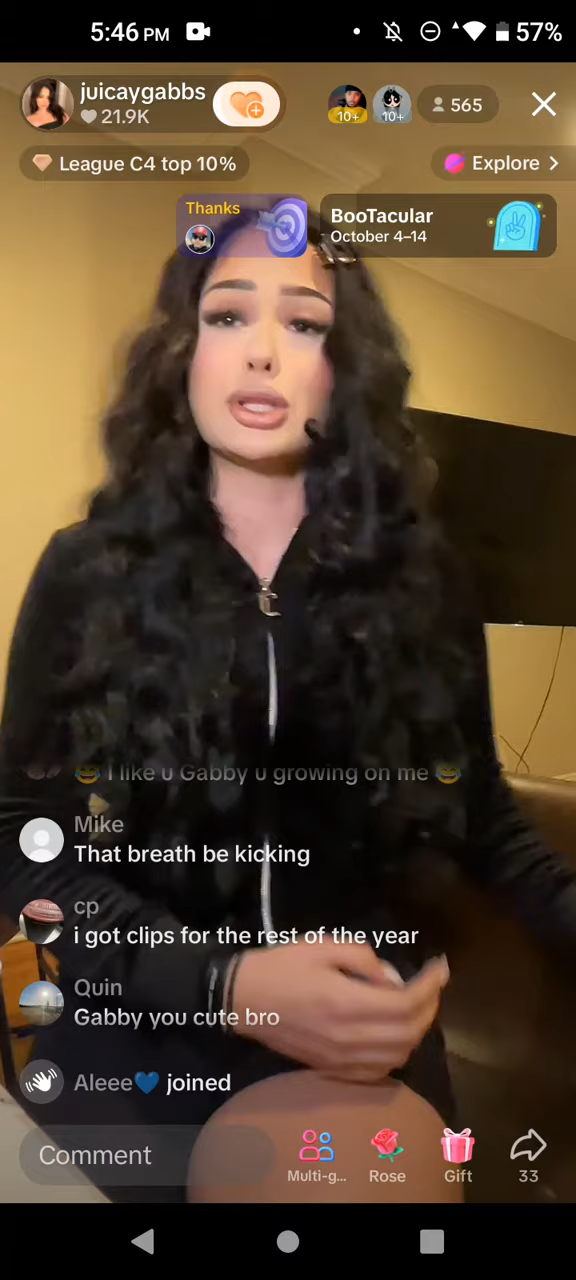 5:46 PM
57%
juicaygabbs
21.9K
10+
10+
565
League C4 top 10%
Explore >
Thanks
BooTacular
October 4–14
😂 I like u Gabby u growing on me 😂
Mike
That breath be kicking
cp
i got clips for the rest of the year
Quin
Gabby you cute bro
Aleee💙 joined
Comment
Multi-g...
Rose
Gift
33